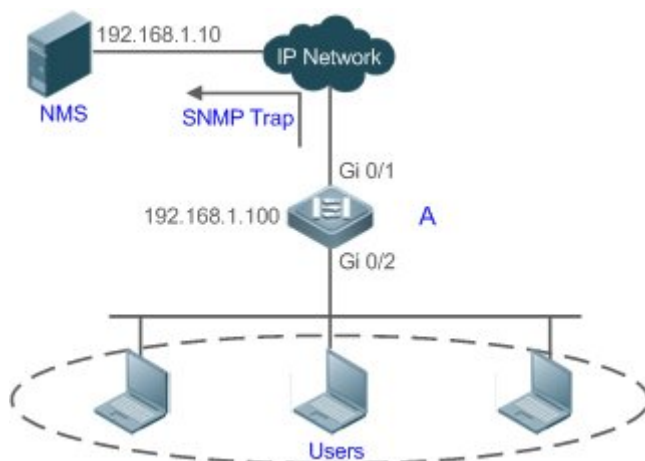 192.168.1.10
IP Network
NMS
SNMP Trap
Gi 0/1
192.168.1.100
A
Gi 0/2
Users